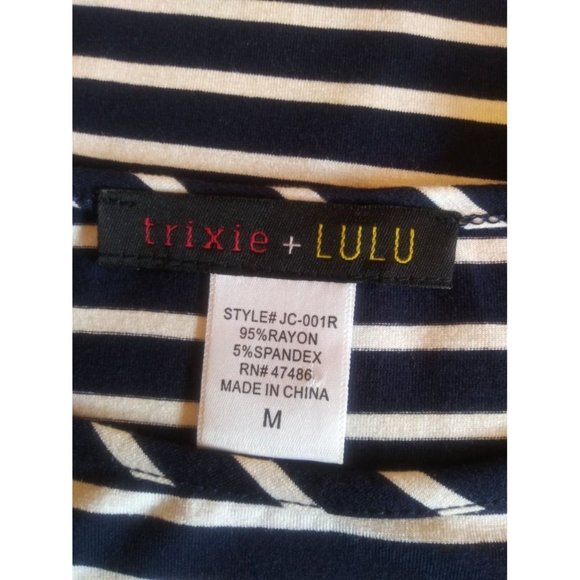 trixie + LULU
STYLE# JC-001R
95%RAYON
5%SPANDEX
RN# 47486
MADE IN CHINA
M